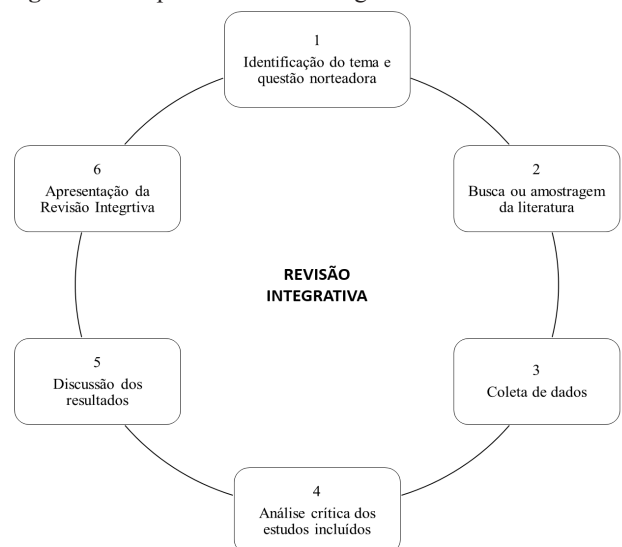 1
Identificação do tema e
questão norteadora
2
Busca ou amostragem
da literatura
3
Coleta de dados
4
Análise crítica dos
estudos incluídos
5
Discussão dos
resultados
6
Apresentação da
Revisão Integrtiva
REVISÃO
INTEGRATIVA